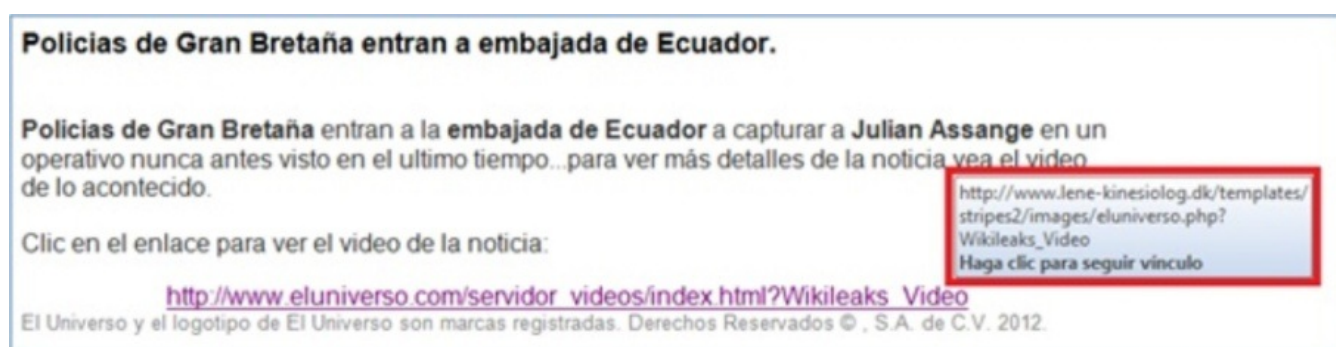 Policias de Gran Bretaña entran a embajada de Ecuador.
Policias de Gran Bretaña entran a la embajada de Ecuador a capturar a Julian Assange en un
operativo nunca antes visto en el ultimo tiempo...para ver más detalles de la noticia vea el video
de lo acontecido.
http://www.lene-kinesiolog.dk/templates/
stripes2/images/eluniverso.php?
Wikileaks_Video
Haga clic para seguir vínculo
Clic en el enlace para ver el video de la noticia:
http://www.eluniverso.com/servidor_videos/index.html?Wikileaks_Video
El Universo y el logotipo de El Universo son marcas registradas. Derechos Reservados © , S.A. de C.V. 2012.